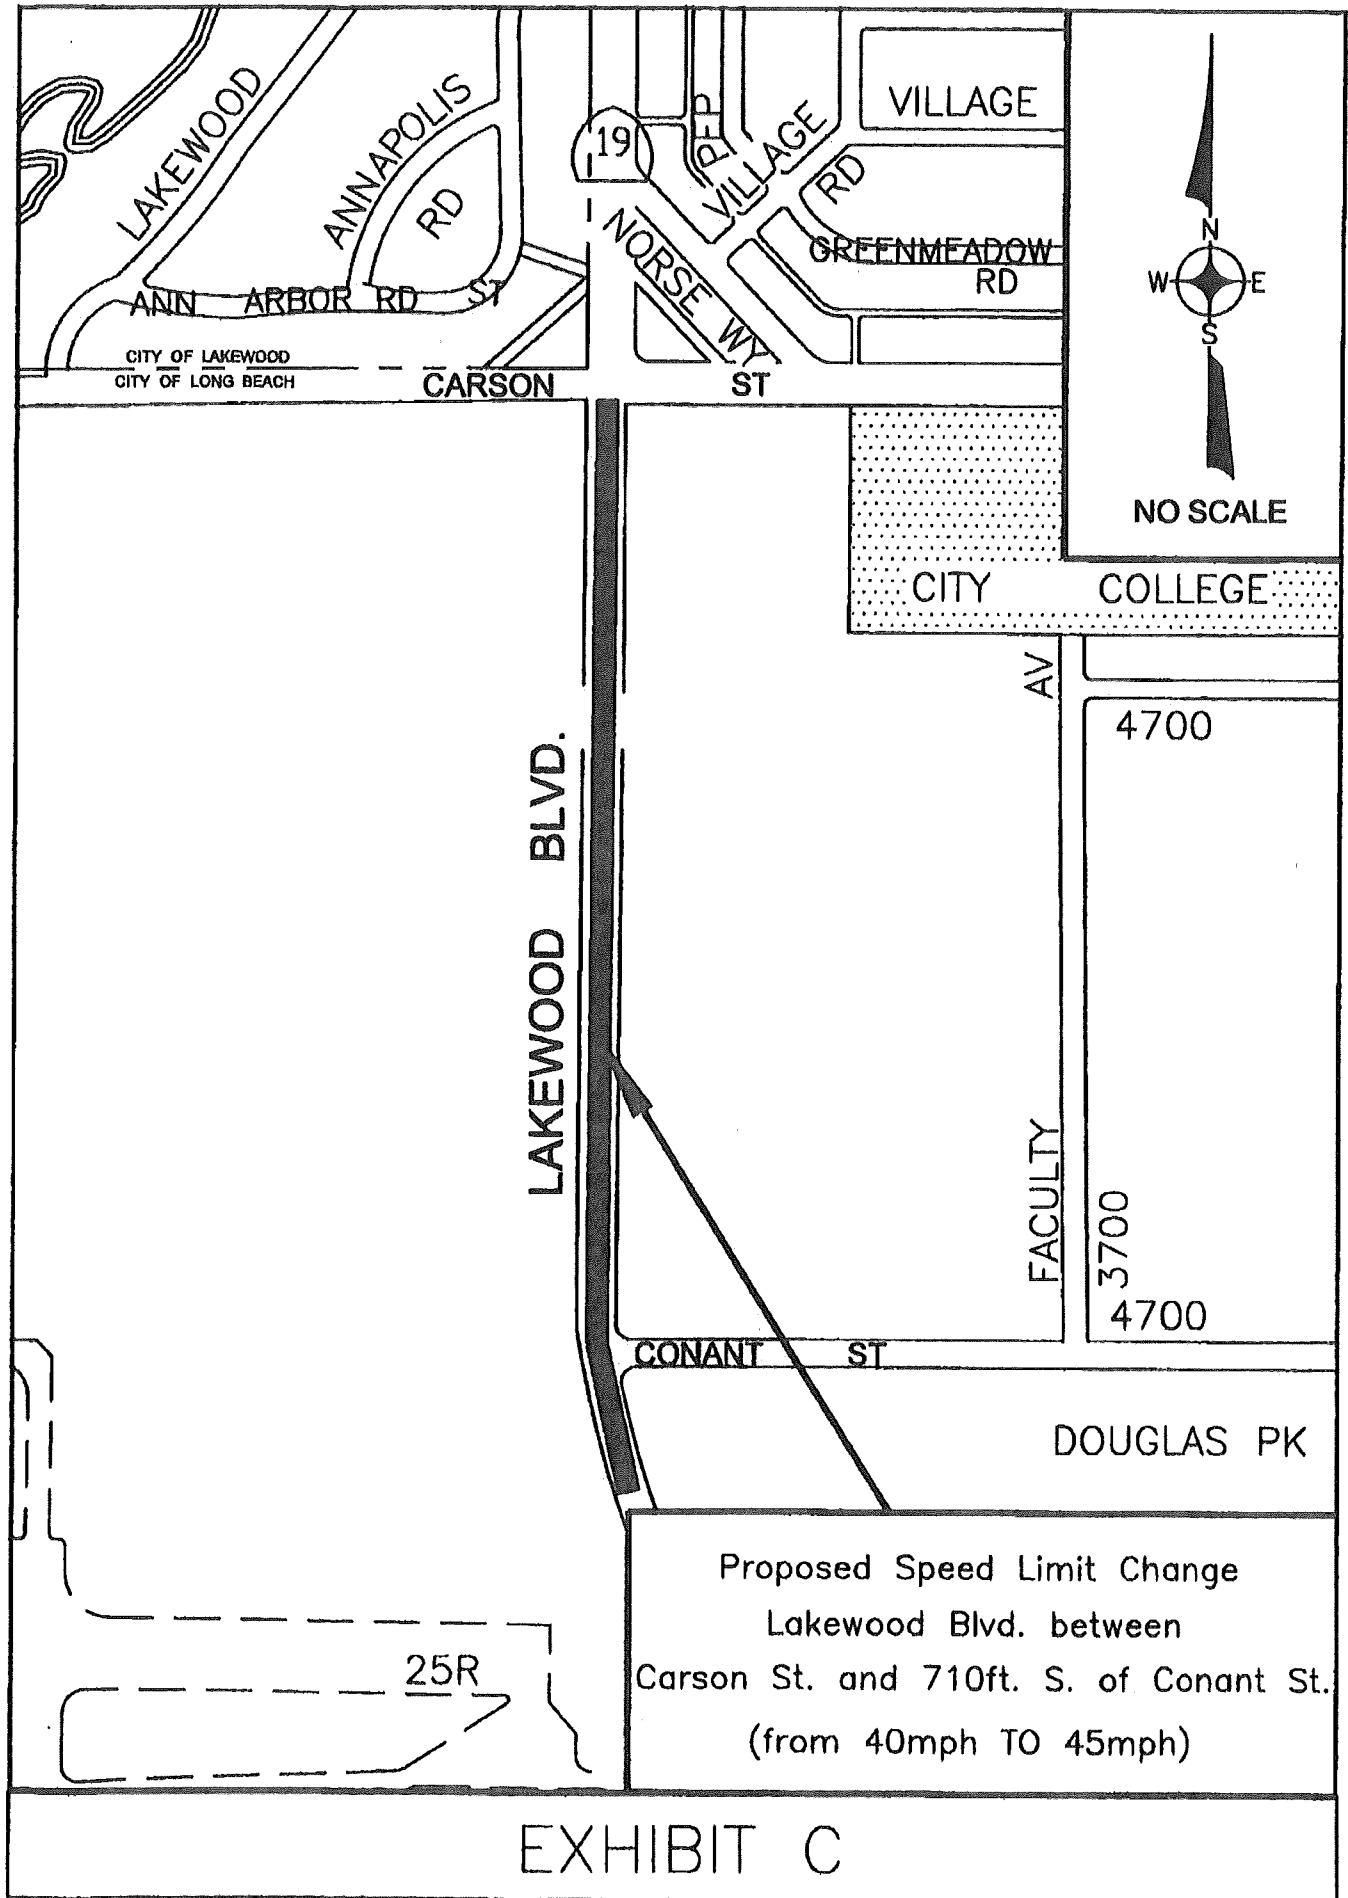 LAKEWOOD
ANNAPOLIS
RD
ANN ARBOR RD ST
19
VILLAGE
VILLAGE
RD
GREENMEADOW
RD
NORSE WY
CITY OF LAKEWOOD
CITY OF LONG BEACH
CARSON ST
N
W E
S
NO SCALE
CITY COLLEGE
LAKEWOOD BLVD.
FACULTY AV
4700
3700
4700
CONANT ST
DOUGLAS PK
25R
Proposed Speed Limit Change
Lakewood Blvd. between
Carson St. and 710ft. S. of Conant St.
(from 40mph TO 45mph)
EXHIBIT C